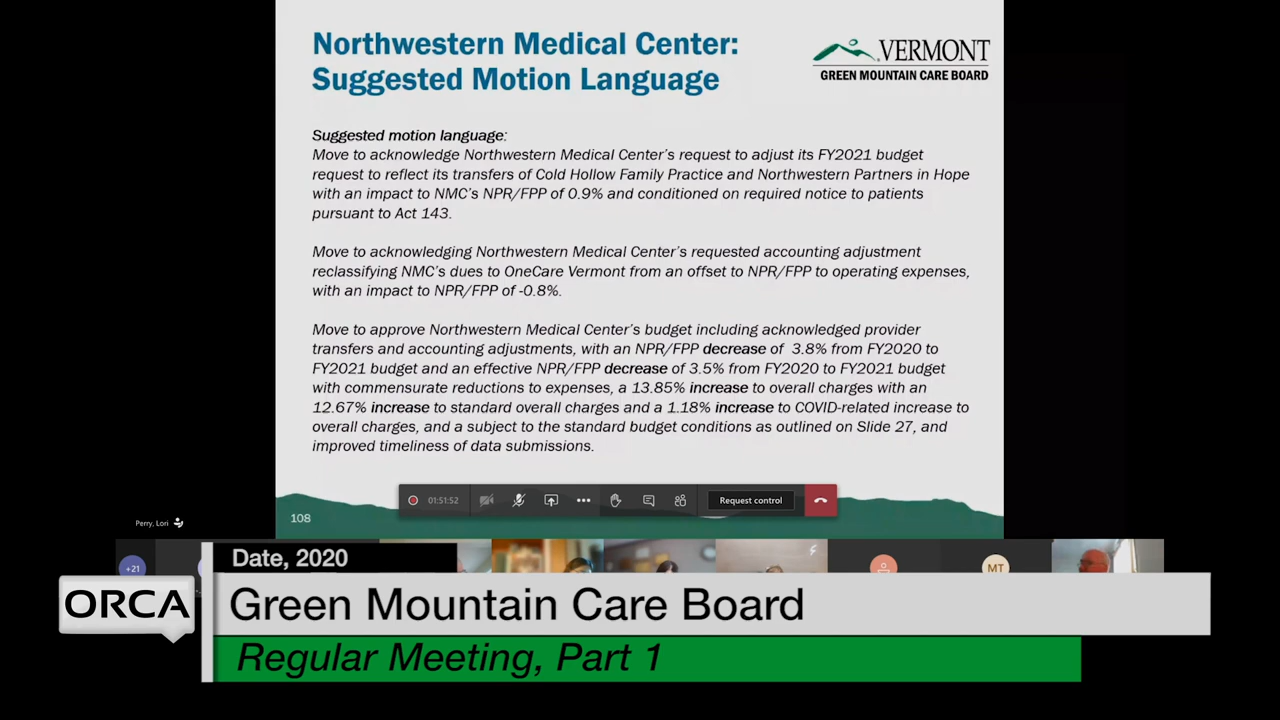 Northwestern Medical Center:
Suggested Motion Language
VERMONT
GREEN MOUNTAIN CARE BOARD
Suggested motion language:
Move to acknowledge Northwestern Medical Center's request to adjust its FY2021 budget
request to reflect its transfers of Cold Hollow Family Practice and Northwestern Partners in Hope
with an impact to NMC's NPR/FPP of 0.9% and conditioned on required notice to patients
pursuant to Act 143.
Move to acknowledging Northwestern Medical Center's requested accounting adjustment
reclassifying NMC's dues to OneCare Vermont from an offset to NPR/FPP to operating expenses,
with an impact to NPR/FPP of -0.8%.
Move to approve Northwestern Medical Center's budget including acknowledged provider
transfers and accounting adjustments, with an NPR/FPP decrease of 3.8% from FY2020 to
FY2021 budget and an effective NPR/FPP decrease of 3.5% from FY2020 to FY2021 budget
with commensurate reductions to expenses, a 13.85% increase to overall charges with an
12.67% increase to standard overall charges and a 1.18% increase to COVID-related increase to
overall charges, and a subject to the standard budget conditions as outlined on Slide 27, and
improved timeliness of data submissions.
01:51:52
Request control
108
Perry, Lori
+21
MT
Date, 2020
ORCA
Green Mountain Care Board
Regular Meeting, Part 1